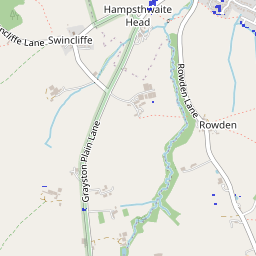 Hampsthwaite
Head
Swincliffe
ncliffe Lane
Rowden Lane
Rowden
Grayston Plain Lane